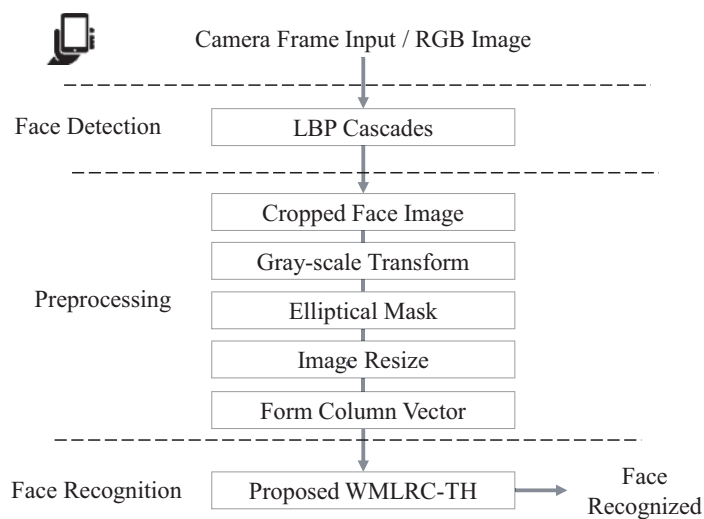 Camera Frame Input / RGB Image
Face Detection
LBP Cascades
Cropped Face Image
Gray-scale Transform
Preprocessing
Elliptical Mask
Image Resize
Form Column Vector
Face Recognition
Proposed WMLRC-TH
Face
Recognized